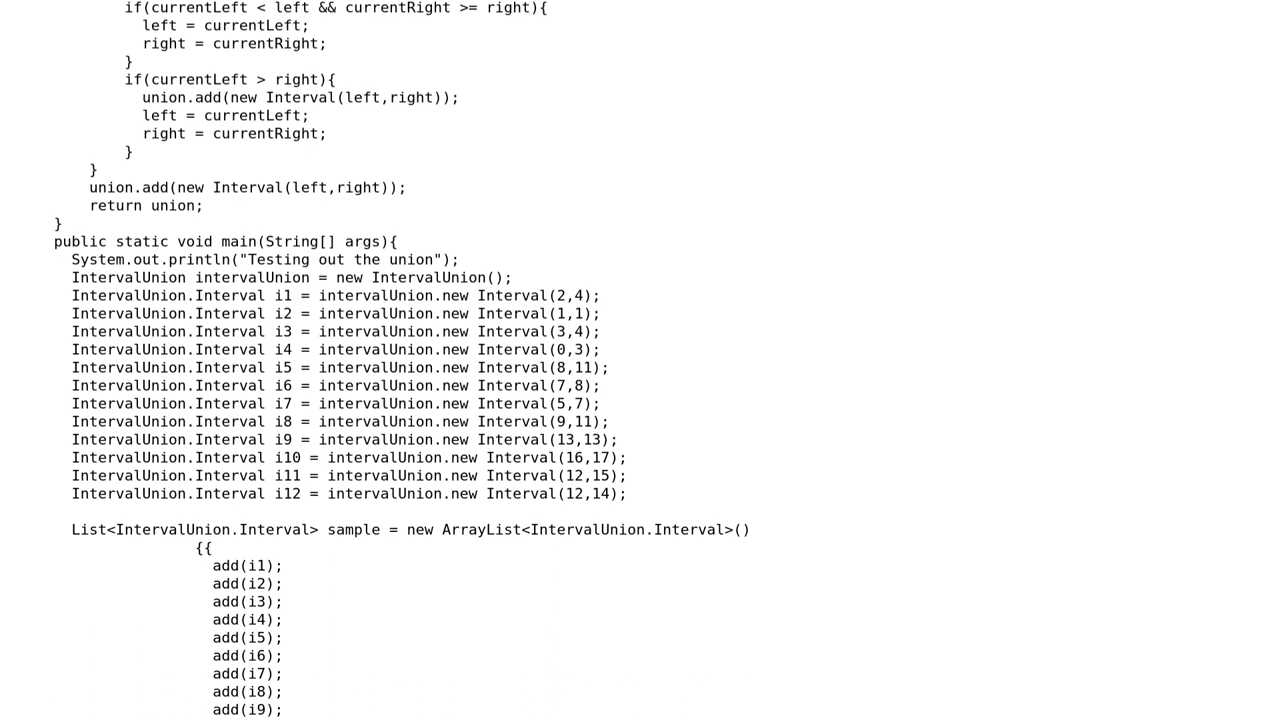 if(currentLeft < left && currentRight >= right){
left = currentLeft;
right = currentRight;
}
if(currentLeft > right){
union.add(new Interval(left,right));
left = currentLeft;
right = currentRight;
}
}
union.add(new Interval(left,right));
return union;
}
public static void main(String[] args){
System.out.println("Testing out the union");
IntervalUnion intervalUnion = new IntervalUnion();
IntervalUnion.Interval i1 = intervalUnion.new Interval(2,4);
IntervalUnion.Interval i2 = intervalUnion.new Interval(1,1);
IntervalUnion.Interval i3 = intervalUnion.new Interval(3,4);
IntervalUnion.Interval i4 = intervalUnion.new Interval(0,3);
IntervalUnion.Interval i5 = intervalUnion.new Interval(8,11);
IntervalUnion.Interval i6 = intervalUnion.new Interval(7,8);
IntervalUnion.Interval i7 = intervalUnion.new Interval(5,7);
IntervalUnion.Interval i8 = intervalUnion.new Interval(9,11);
IntervalUnion.Interval i9 = intervalUnion.new Interval(13,13);
IntervalUnion.Interval i10 = intervalUnion.new Interval(16,17);
IntervalUnion.Interval i11 = intervalUnion.new Interval(12,15);
IntervalUnion.Interval i12 = intervalUnion.new Interval(12,14);
List<IntervalUnion.Interval> sample = new ArrayList<IntervalUnion.Interval>()
{{
add(i1);
add(i2);
add(i3);
add(i4);
add(i5);
add(i6);
add(i7);
add(i8);
add(i9);